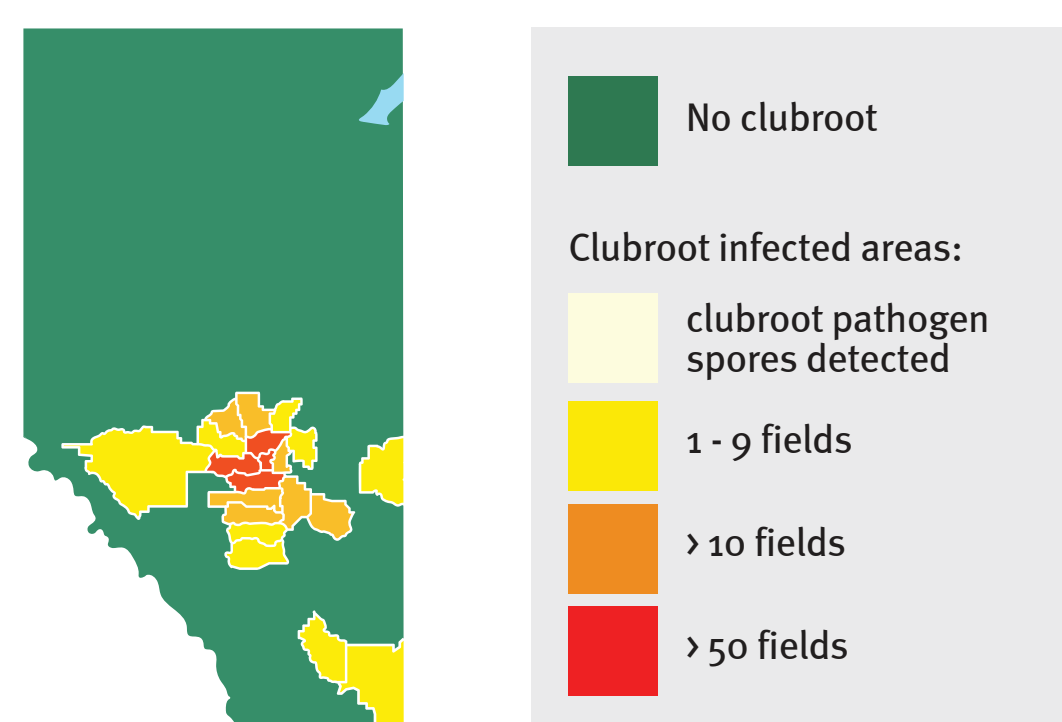 No clubroot
Clubroot infected areas:
clubroot pathogen
spores detected
1 - 9 fields
> 10 fields
> 50 fields